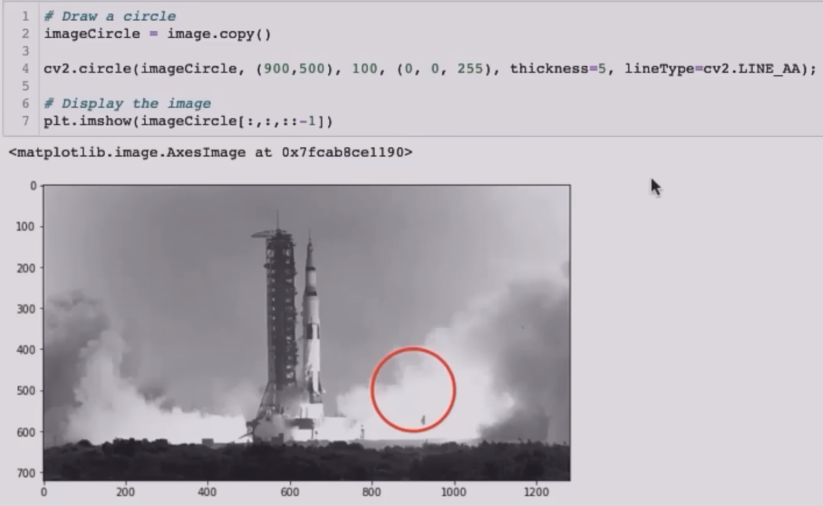 1 # Draw a circle
2 imageCircle = image.copy()
3
4 cv2.circle(imageCircle, (900,500), 100, (0, 0, 255), thickness=5, lineType=cv2.LINE_AA);
5
6 # Display the image
7 plt.imshow(imageCircle[:,:,::-1])
<matplotlib.image.AxesImage at 0x7fcab8ce1190>
0
100
200
300
400
500
600
700
0 200 400 600 800 1000 1200